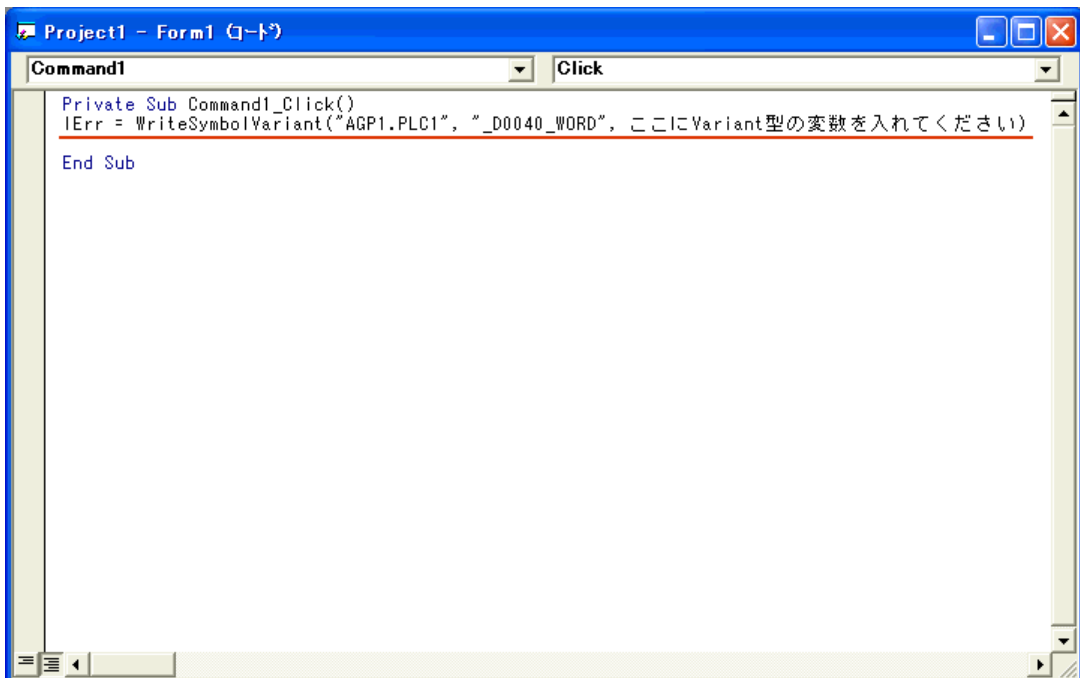 Project1 - Form1 (コード)
Command1 Click
Private Sub Command1_Click()
lErr = WriteSymbolVariant("AGP1.PLC1", "_D0040_WORD", ここにVariant型の変数を入れてください)
End Sub